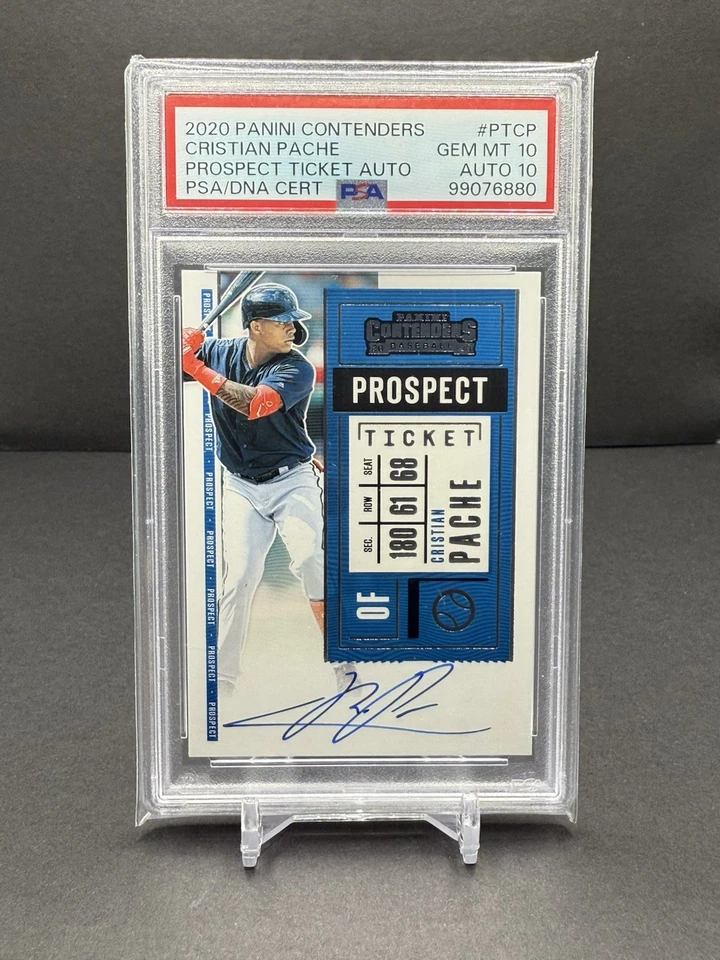 2020 PANINI CONTENDERS #PTCP
CRISTIAN PACHE GEM MT 10
PROSPECT TICKET AUTO AUTO 10
PSA/DNA CERT PSA 99076880
PANINI
CONTENDERS
BASEBALL
PROSPECT
TICKET
SEC. 180
ROW 61
SEAT 68
CRISTIAN
PACHE
OF
PROSPECT · PROSPECT · PROSPECT · PROSPECT · PROSPECT · PROSPECT · PROSPECT